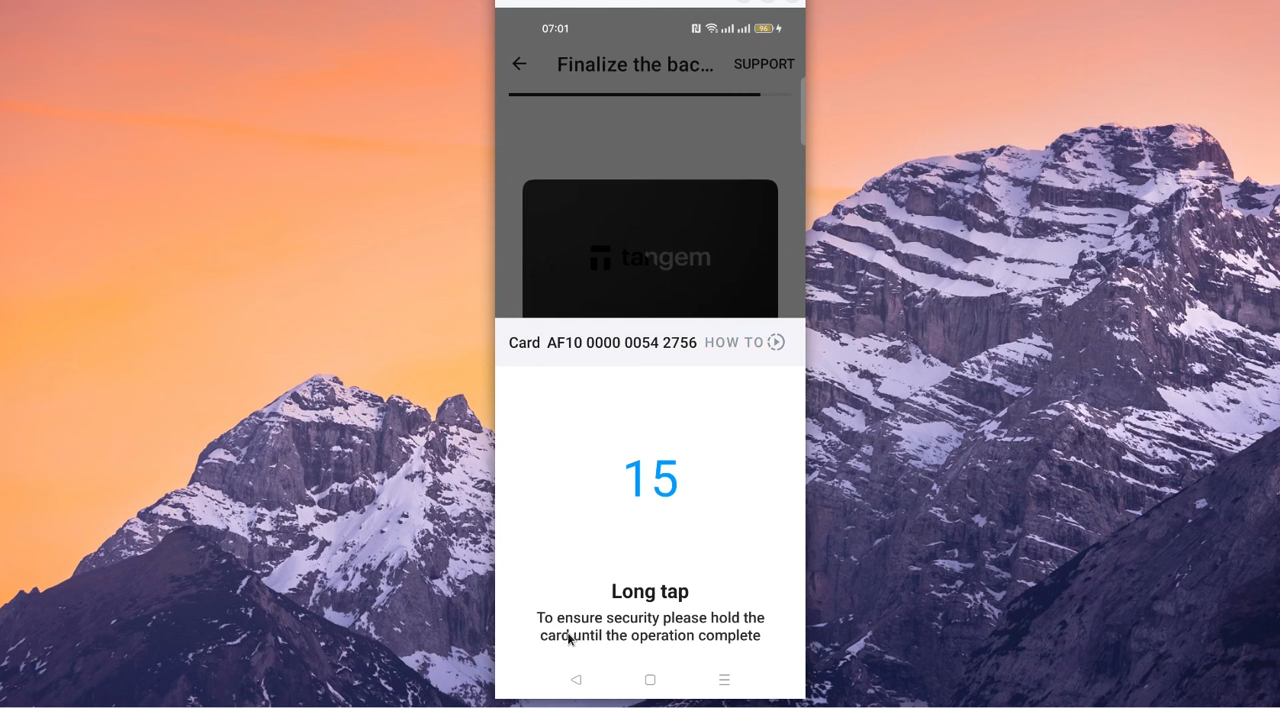 07:01
96
Finalize the bac...
SUPPORT
tangem
Card AF10 0000 0054 2756 HOW TO
15
Long tap
To ensure security please hold the
card until the operation complete